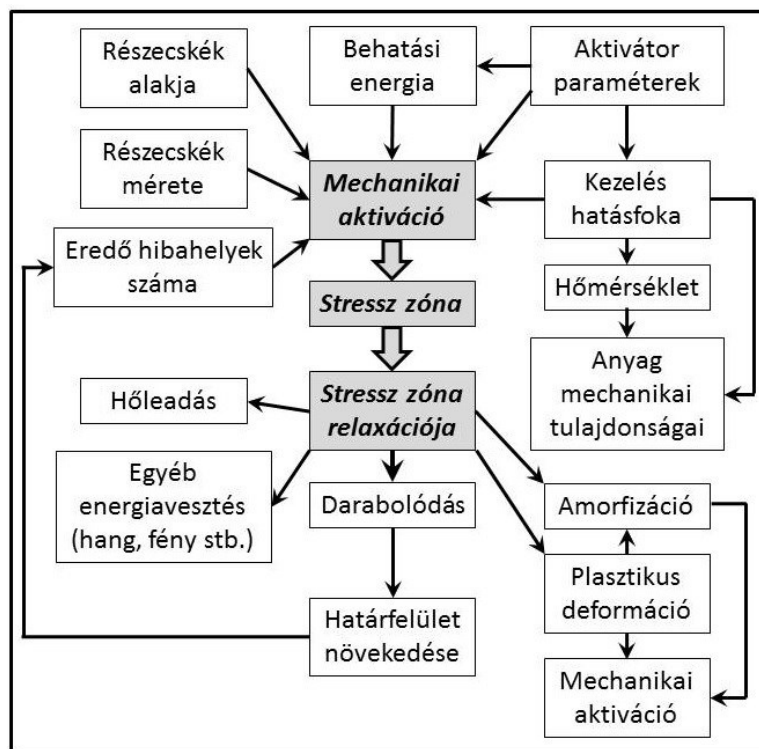 Részecskék
alakja
Behatási
energia
Aktivátor
paraméterek
Részecskék
mérete
Mechanikai
aktiváció
Kezelés
hatásfoka
Eredő hibahelyek
száma
Stressz zóna
Hőmérséklet
Anyag
mechanikai
tulajdonságai
Hőleadás
Stressz zóna
relaxációja
Egyéb
energiavesztés
(hang, fény stb.)
Darabolódás
Amorfizáció
Plasztikus
deformáció
Határfelület
növekedése
Mechanikai
aktiváció